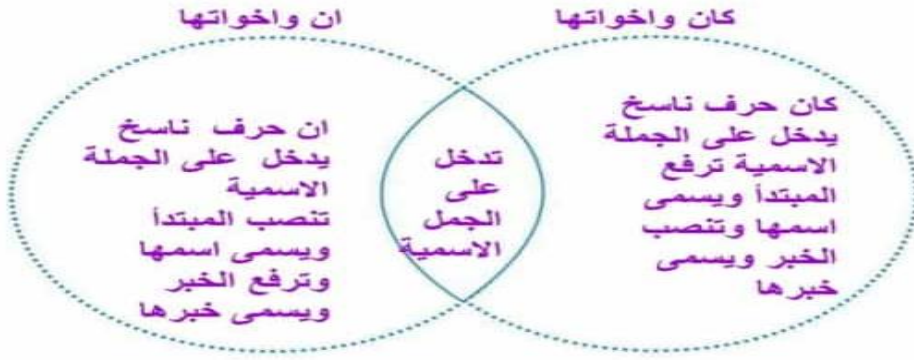 كان واخواتها
ان واخواتها
كان حرف ناسخ
يدخل على الجملة
الاسمية ترفع
المبتدأ ويسمى
اسمها وتنصب
الخبر ويسمى
خبرها
تدخل
على
الجمل
الاسمية
ان حرف ناسخ
يدخل على الجملة
الاسمية
تنصب المبتدأ
ويسمى اسمها
وترفع الخبر
ويسمى خبرها